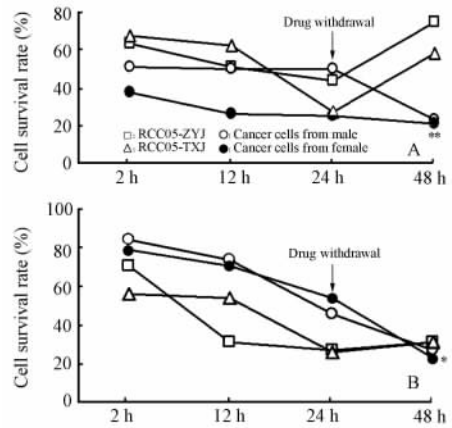 Drug withdrawal
Cell survival rate (%)
80
60
40
20
0
□: RCC05-ZYJ ○: Cancer cells from male
△: RCC05-TXJ ●: Cancer cells from female
**
A
2 h 12 h 24 h 48 h
Drug withdrawal
Cell survival rate (%)
100
80
60
40
20
0
*
B
2 h 12 h 24 h 48 h